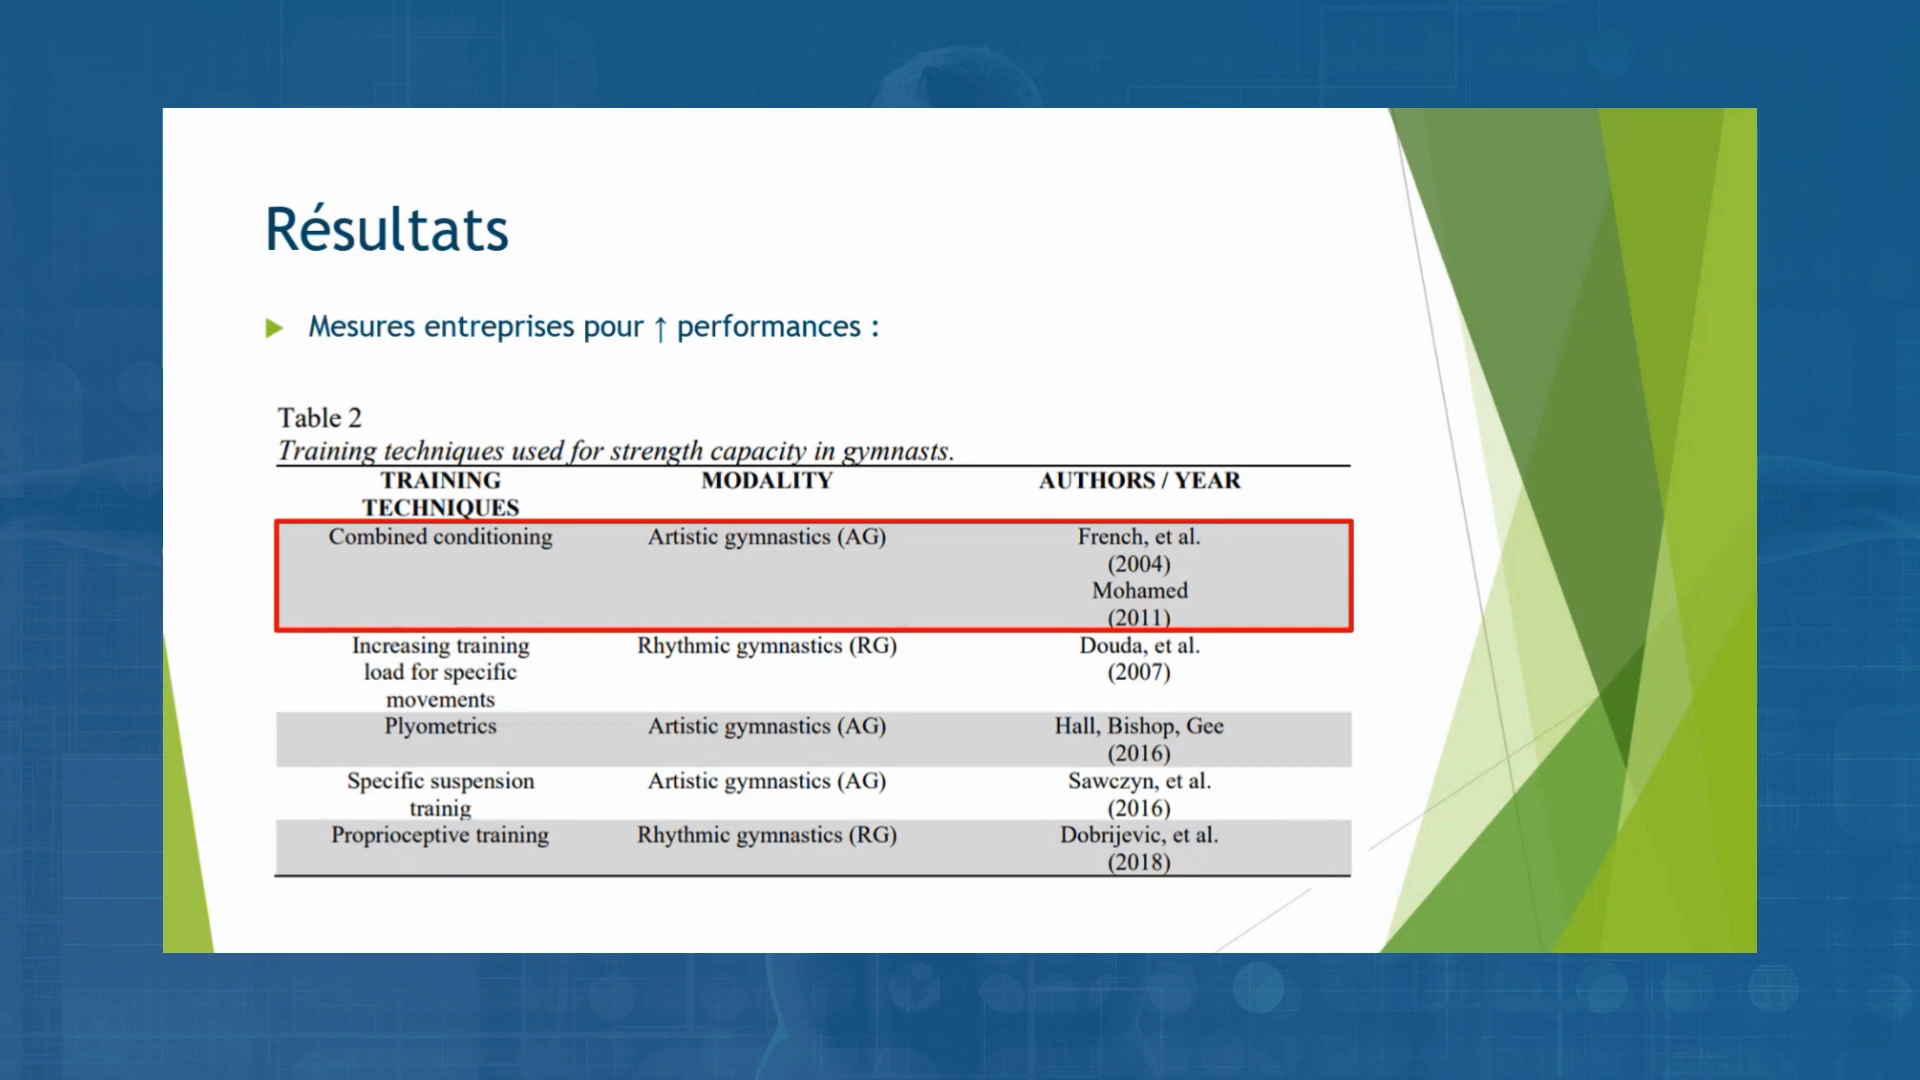 Résultats
Mesures entreprises pour ↑ performances :
Table 2
Training techniques used for strength capacity in gymnasts.
TRAINING TECHNIQUES MODALITY AUTHORS / YEAR
Combined conditioning Artistic gymnastics (AG) French, et al.
(2004)
Mohamed
(2011)
Increasing training Rhythmic gymnastics (RG) Douda, et al.
load for specific (2007)
movements
Plyometrics Artistic gymnastics (AG) Hall, Bishop, Gee
(2016)
Specific suspension Artistic gymnastics (AG) Sawczyn, et al.
trainig (2016)
Proprioceptive training Rhythmic gymnastics (RG) Dobrijevic, et al.
(2018)